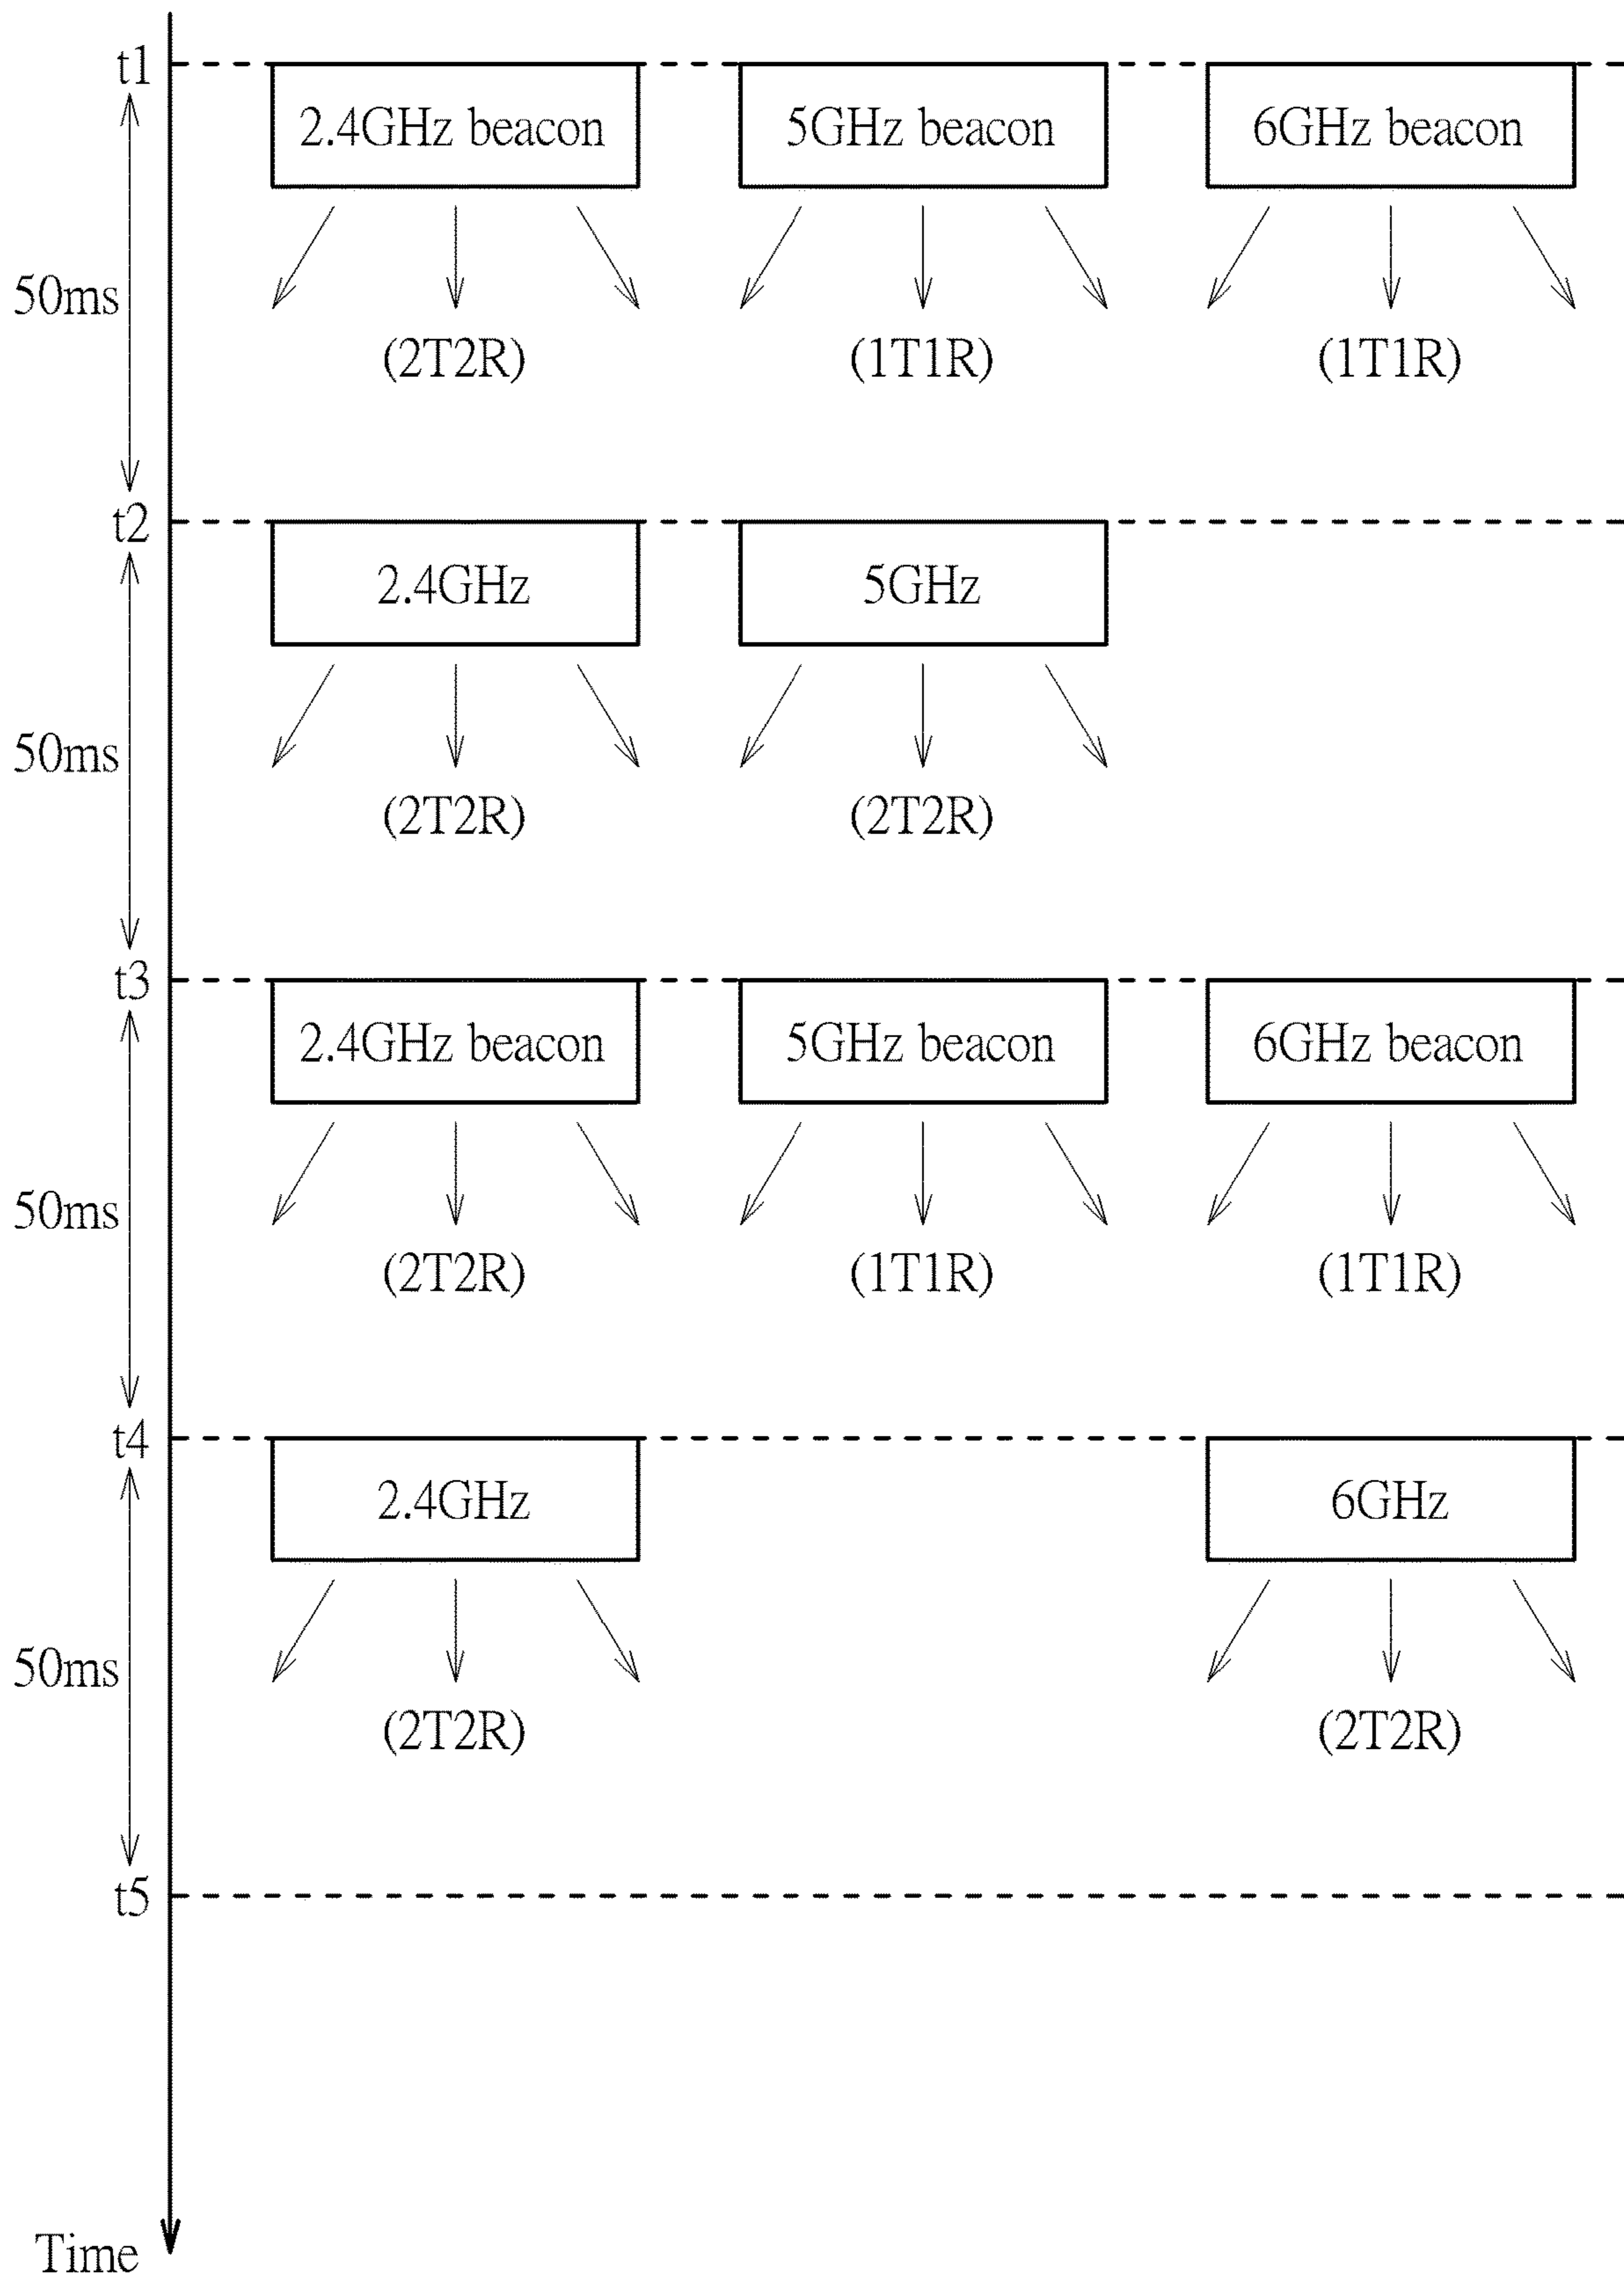 t1
2.4GHz beacon
5GHz beacon
6GHz beacon
50ms
(2T2R)
(1T1R)
(1T1R)
t2
2.4GHz
5GHz
50ms
(2T2R)
(2T2R)
t3
2.4GHz beacon
5GHz beacon
6GHz beacon
50ms
(2T2R)
(1T1R)
(1T1R)
t4
2.4GHz
6GHz
50ms
(2T2R)
(2T2R)
t5
Time